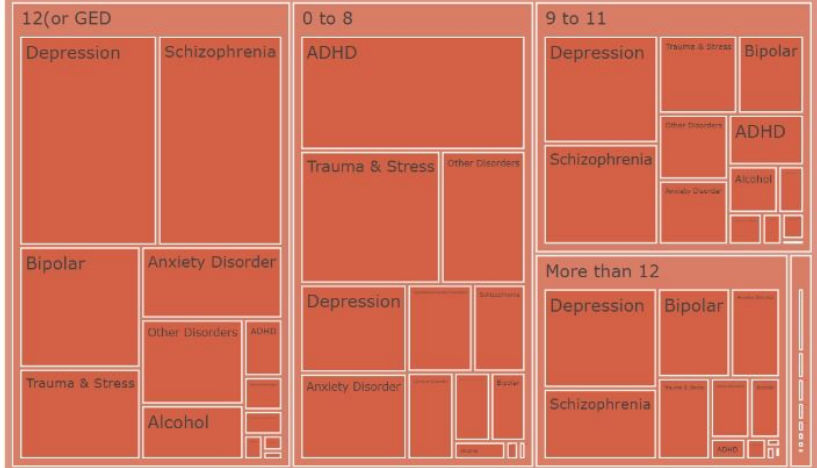 12(or GED
Depression
Schizophrenia
Bipolar
Anxiety Disorder
Other Disorders
ADHD
Trauma & Stress
Alcohol
0 to 8
ADHD
Trauma & Stress
Other Disorders
Depression
Schizophrenia
Anxiety Disorder
Bipolar
9 to 11
Depression
Trauma & Stress
Bipolar
Other Disorders
ADHD
Schizophrenia
Alcohol
Anxiety Disorder
More than 12
Depression
Bipolar
Anxiety Disorder
Schizophrenia
Trauma & Stress
ADHD